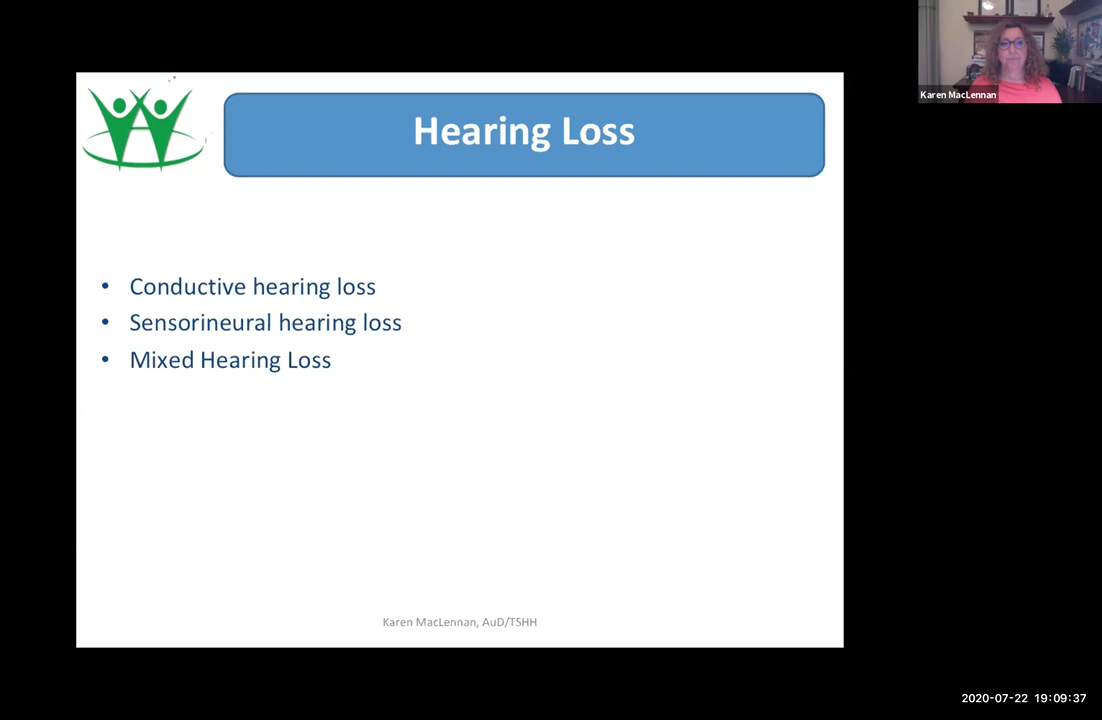 Karen MacLennan
Hearing Loss
• Conductive hearing loss
• Sensorineural hearing loss
• Mixed Hearing Loss
Karen MacLennan, AuD/TSHH
2020-07-22 19:09:37